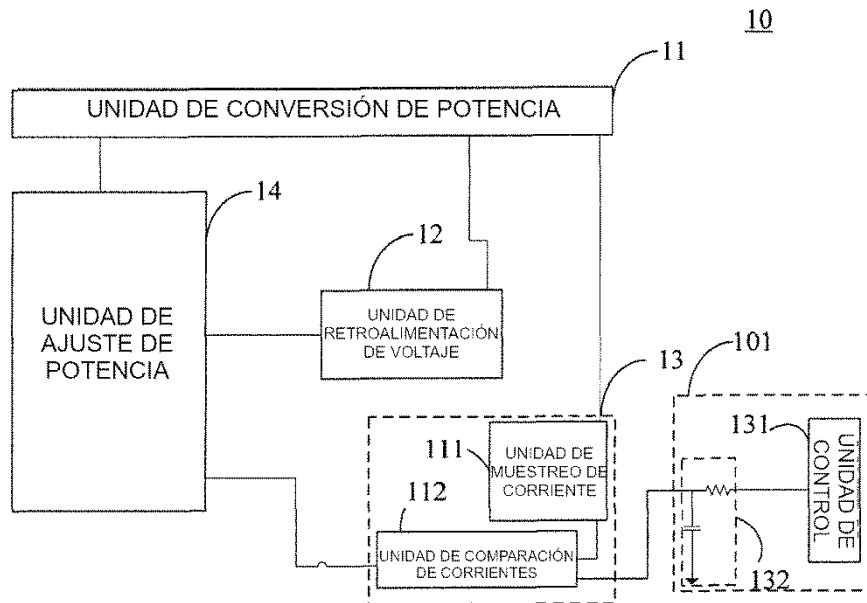 10
11
UNIDAD DE CONVERSIÓN DE POTENCIA
14
12
UNIDAD DE
AJUSTE DE
POTENCIA
UNIDAD DE
RETROALIMENTACIÓN
DE VOLTAJE
13
101
111
UNIDAD DE
MUESTREO DE
CORRIENTE
131
UNIDAD DE
CONTROL
112
UNIDAD DE COMPARACIÓN
DE CORRIENTES
132